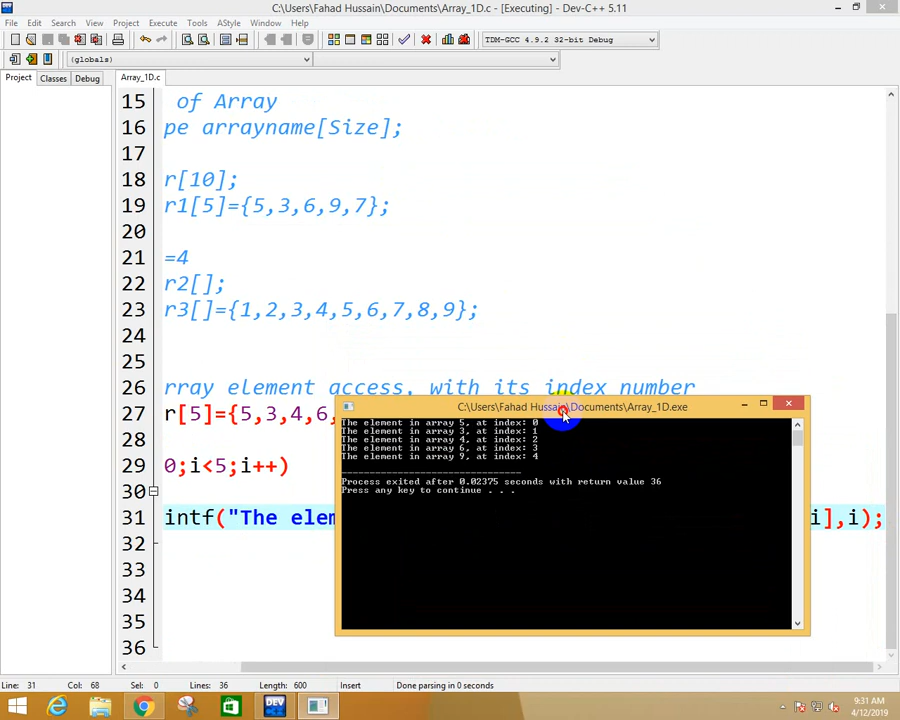 C:\Users\Fahad Hussain\Documents\Array_1D.c - [Executing] - Dev-C++ 5.11
File Edit Search View Project Execute Tools AStyle Window Help
TDM-GCC 4.9.2 32-bit Debug
(globals)
Project Classes Debug Array_1D.c
15 of Array
16 pe arrayname[Size];
17
18 r[10];
19 r1[5]={5,3,6,9,7};
20
21 =4
22 r2[];
23 r3[]={1,2,3,4,5,6,7,8,9};
24
25
26 rray element access, with its index number
27 r[5]={5,3,4,6,
28
29 0;i<5;i++)
30
31 intf("The elem i],i);
32
33
34
35
36
C:\Users\Fahad Hussain\Documents\Array_1D.exe
The element in array 5, at index: 0
The element in array 3, at index: 1
The element in array 4, at index: 2
The element in array 6, at index: 3
The element in array 9, at index: 4
--------------------------------
Process exited after 0.02375 seconds with return value 36
Press any key to continue . . .
Line: 31 Col: 68 Sel: 0 Lines: 36 Length: 600 Insert Done parsing in 0 seconds
DEV
9:31 AM
4/12/2019